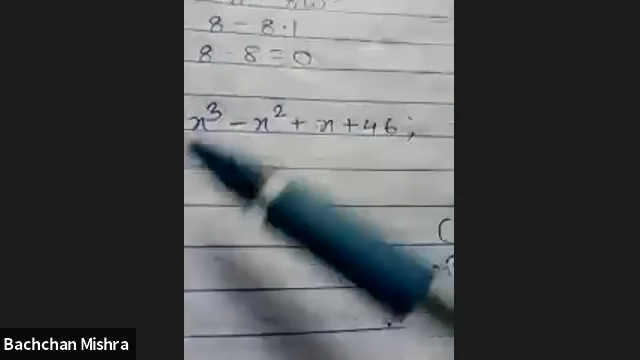 8 - 8·1
8 - 8 = 0
x³ - x² + x + 46;
Bachchan Mishra